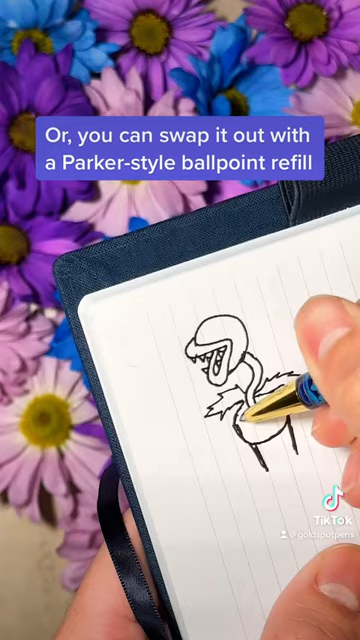 Or, you can swap it out with
a Parker-style ballpoint refill
TikTok
@goldspotpens